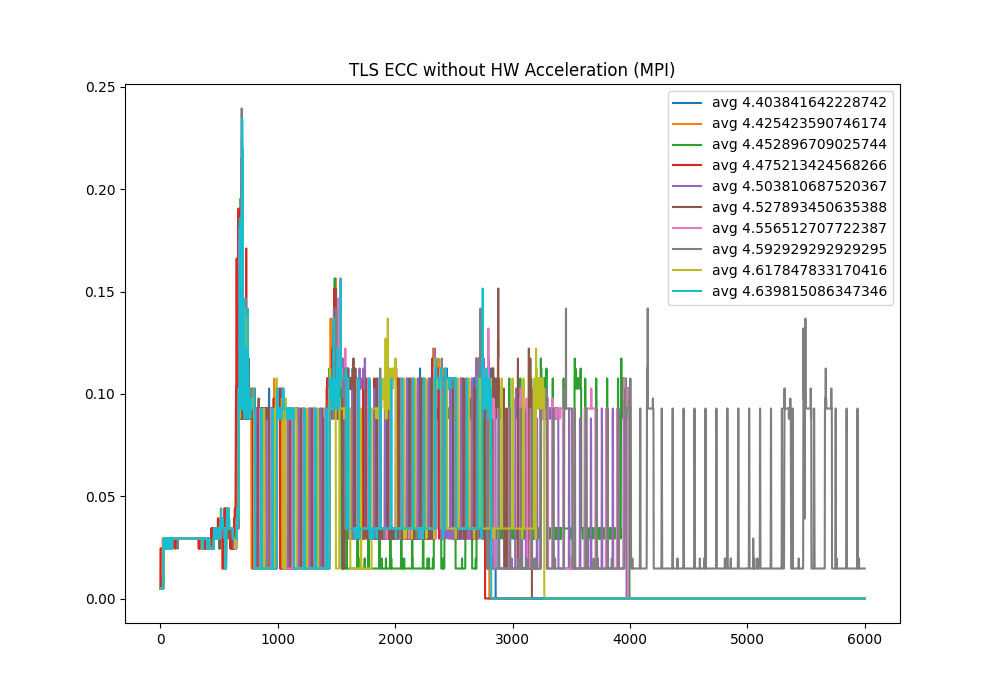 TLS ECC without HW Acceleration (MPI)
0.25
0.20
0.15
0.10
0.05
0.00
avg 4.403841642228742
avg 4.425423590746174
avg 4.452896709025744
avg 4.475213424568266
avg 4.503810687520367
avg 4.527893450635388
avg 4.556512707722387
avg 4.592929292929295
avg 4.617847833170416
avg 4.639815086347346
0 1000 2000 3000 4000 5000 6000